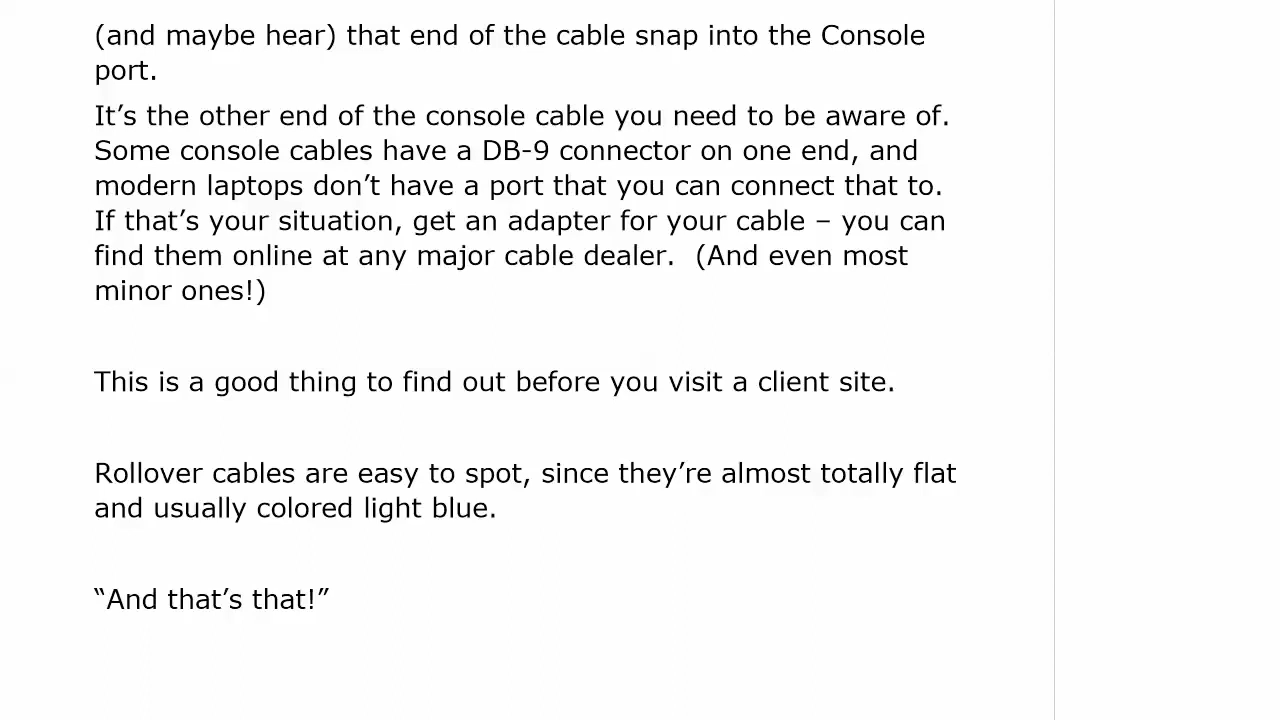 (and maybe hear) that end of the cable snap into the Console
port.
It’s the other end of the console cable you need to be aware of.
Some console cables have a DB-9 connector on one end, and
modern laptops don’t have a port that you can connect that to.
If that’s your situation, get an adapter for your cable – you can
find them online at any major cable dealer.  (And even most
minor ones!)
This is a good thing to find out before you visit a client site.
Rollover cables are easy to spot, since they’re almost totally flat
and usually colored light blue.
“And that’s that!”